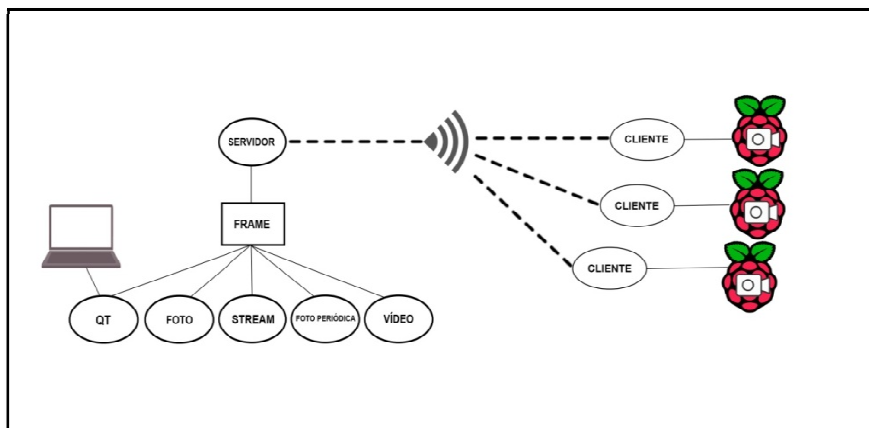 SERVIDOR
CLIENTE
CLIENTE
FRAME
CLIENTE
QT
FOTO
STREAM
FOTO PERIÓDICA
VÍDEO